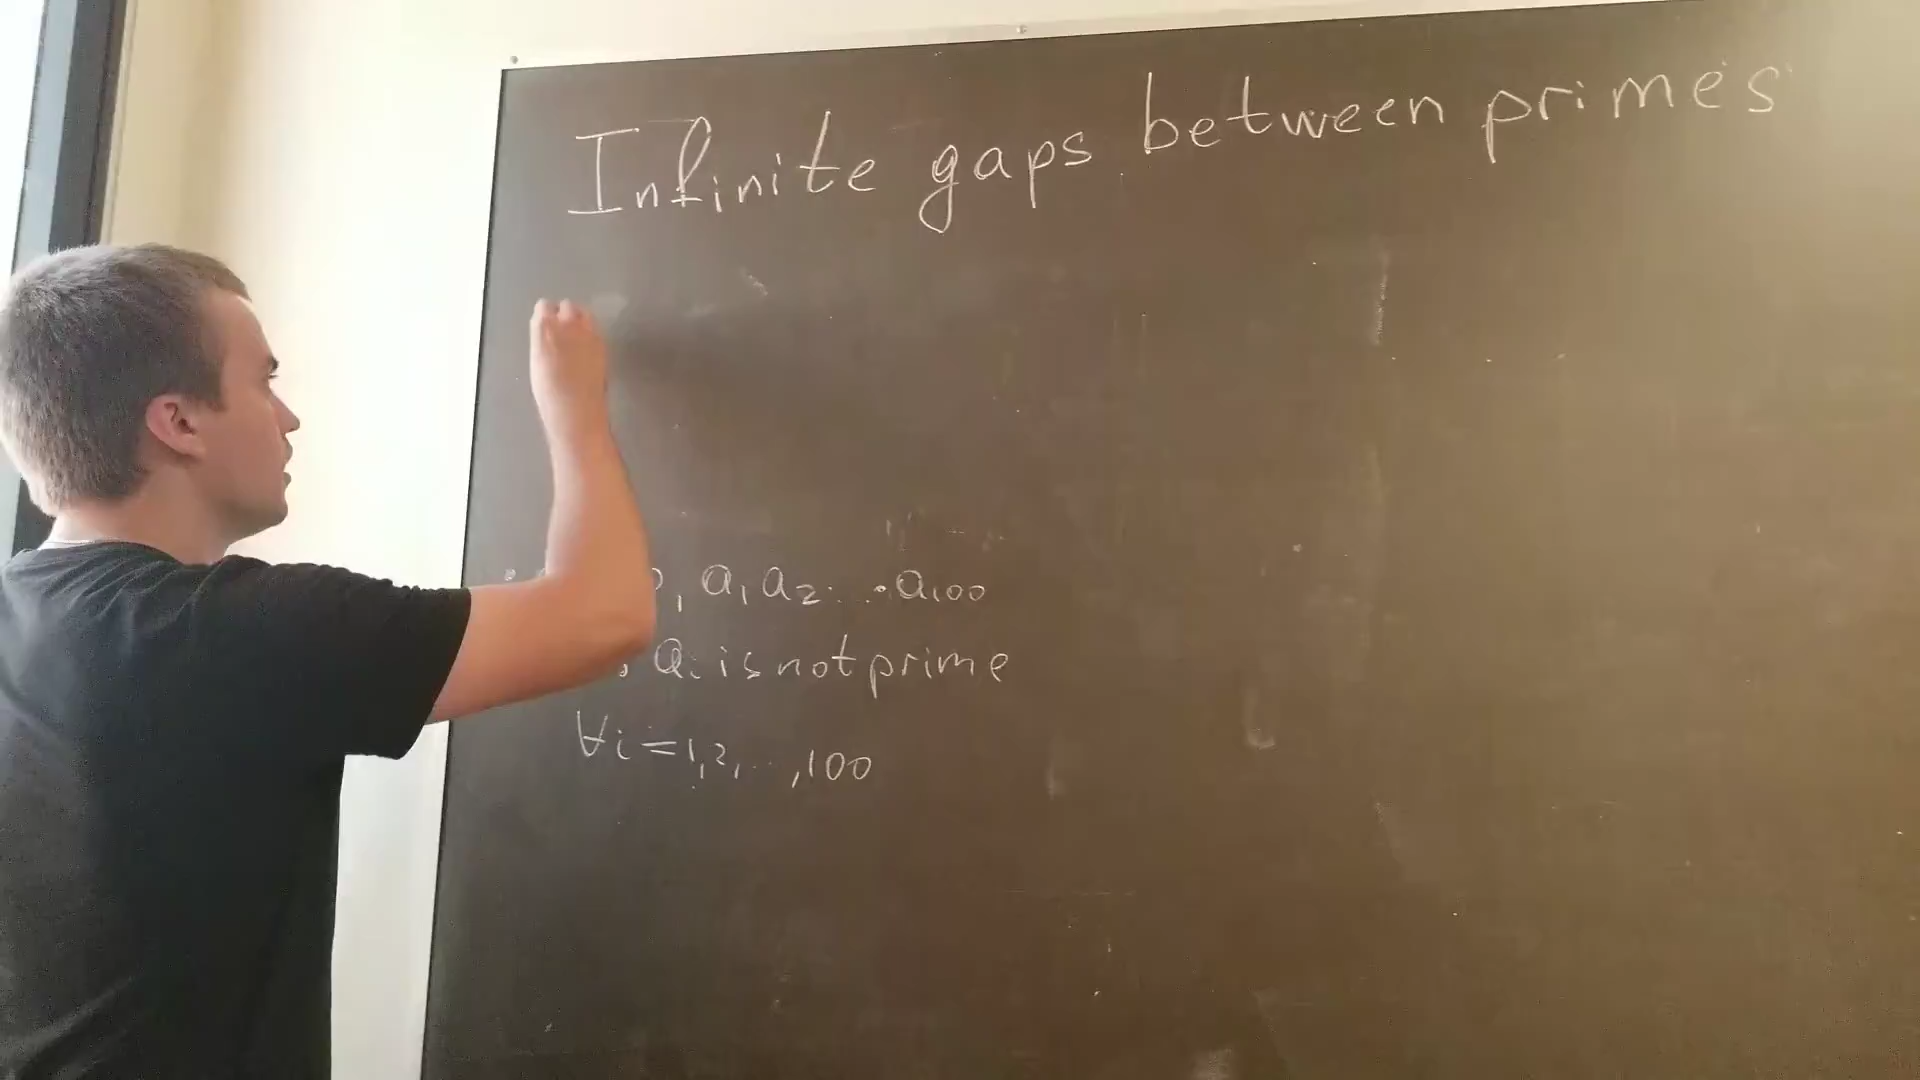 Infinite gaps between primes
, a₁ a₂ ... a₁₀₀
aᵢ is not prime
∀i=1,2,...,100